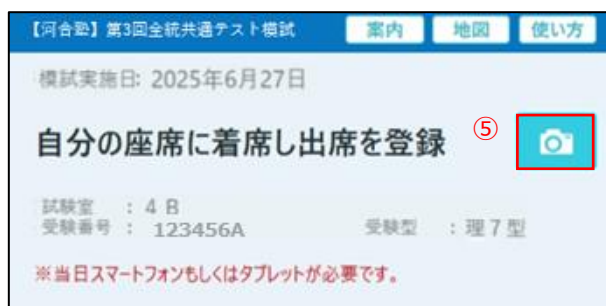 【河合塾】第3回全統共通テスト模試 案内 地図 使い方
模試実施日: 2025年6月27日
自分の座席に着席し出席を登録 ⑤
試験室 : 4 B
受験番号 : 123456A 受験型 : 理7型
※当日スマートフォンもしくはタブレットが必要です。